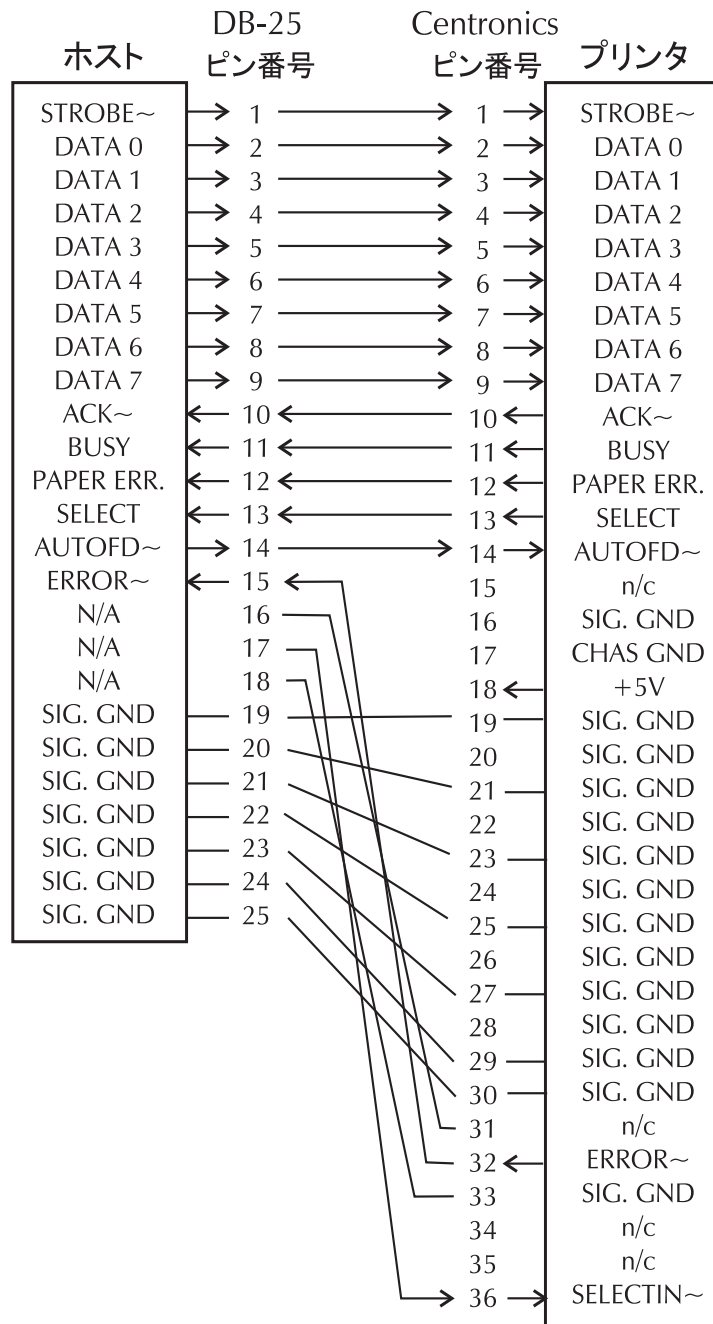 DB-25 Centronics
ホスト ピン番号 ピン番号 プリンタ
STROBE~ 1 1 STROBE~
DATA 0 2 2 DATA 0
DATA 1 3 3 DATA 1
DATA 2 4 4 DATA 2
DATA 3 5 5 DATA 3
DATA 4 6 6 DATA 4
DATA 5 7 7 DATA 5
DATA 6 8 8 DATA 6
DATA 7 9 9 DATA 7
ACK~ 10 10 ACK~
BUSY 11 11 BUSY
PAPER ERR. 12 12 PAPER ERR.
SELECT 13 13 SELECT
AUTOFD~ 14 14 AUTOFD~
ERROR~ 15 15 n/c
N/A 16 16 SIG. GND
N/A 17 17 CHAS GND
N/A 18 18 +5V
SIG. GND 19 19 SIG. GND
SIG. GND 20 20 SIG. GND
SIG. GND 21 21 SIG. GND
SIG. GND 22 22 SIG. GND
SIG. GND 23 23 SIG. GND
SIG. GND 24 24 SIG. GND
SIG. GND 25 25 SIG. GND
26 SIG. GND
27 SIG. GND
28 SIG. GND
29 SIG. GND
30 SIG. GND
31 n/c
32 ERROR~
33 SIG. GND
34 n/c
35 n/c
36 SELECTIN~